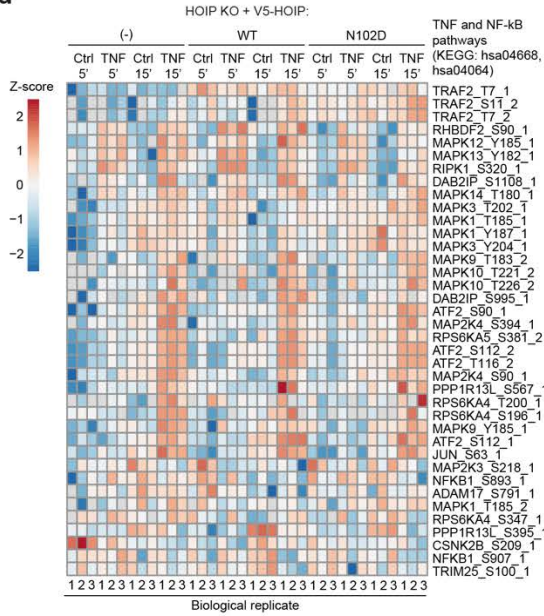 HOIP KO + V5-HOIP:
(-) WT N102D
Ctrl TNF Ctrl TNF Ctrl TNF Ctrl TNF Ctrl TNF Ctrl TNF
5' 5' 15' 15' 5' 5' 15' 15' 5' 5' 15' 15'
TNF and NF-kB
pathways
(KEGG: hsa04668,
hsa04064)
Z-score
2
1
0
−1
−2
TRAF2_T7_1
TRAF2_S11_2
TRAF2_T7_2
RHBDF2_S90_1
MAPK12_Y185_1
MAPK13_Y182_1
RIPK1_S320_1
DAB2IP_S1108_1
MAPK14_T180_1
MAPK3_T202_1
MAPK1_T185_1
MAPK1_Y187_1
MAPK3_Y204_1
MAPK9_T183_2
MAPK10_T221_2
MAPK10_T226_2
DAB2IP_S995_1
ATF2_S90_1
MAP2K4_S394_1
RPS6KA5_S381_2
ATF2_S112_2
ATF2_T116_2
MAP2K4_S90_1
PPP1R13L_S567_1
RPS6KA4_T200_1
RPS6KA4_S196_1
MAPK9_Y185_1
ATF2_S112_1
JUN_S63_1
MAP2K3_S218_1
NFKB1_S893_1
ADAM17_S791_1
MAPK1_T185_2
RPS6KA4_S347_1
PPP1R13L_S395_1
CSNK2B_S209_1
NFKB1_S907_1
TRIM25_S100_1
1 2 3 1 2 3 1 2 3 1 2 3 1 2 3 1 2 3 1 2 3 1 2 3 1 2 3 1 2 3 1 2 3 1 2 3
Biological replicate